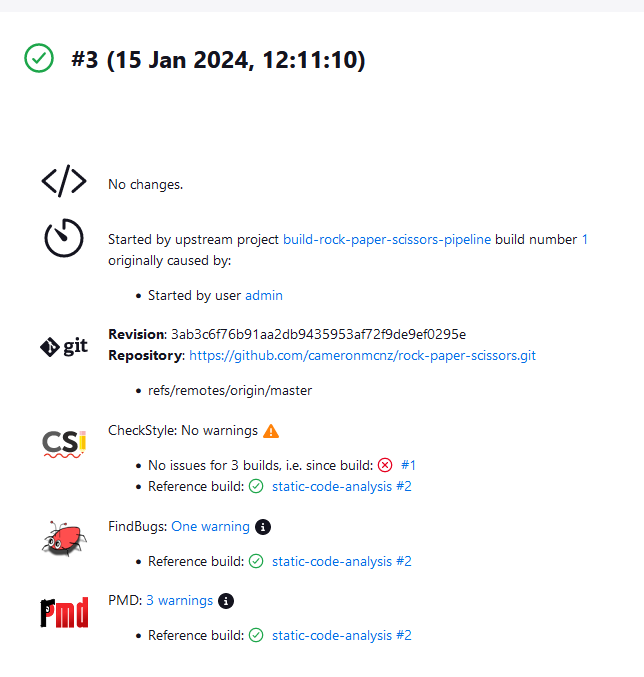 #3 (15 Jan 2024, 12:11:10)
No changes.
Started by upstream project build-rock-paper-scissors-pipeline build number 1
originally caused by:
Started by user admin
git
Revision: 3ab3c6f76b91aa2db9435953af72f9de9ef0295e
Repository: https://github.com/cameronmcnz/rock-paper-scissors.git
refs/remotes/origin/master
CSi
CheckStyle: No warnings
No issues for 3 builds, i.e. since build: #1
Reference build: static-code-analysis #2
FindBugs: One warning
Reference build: static-code-analysis #2
Pmd
PMD: 3 warnings
Reference build: static-code-analysis #2